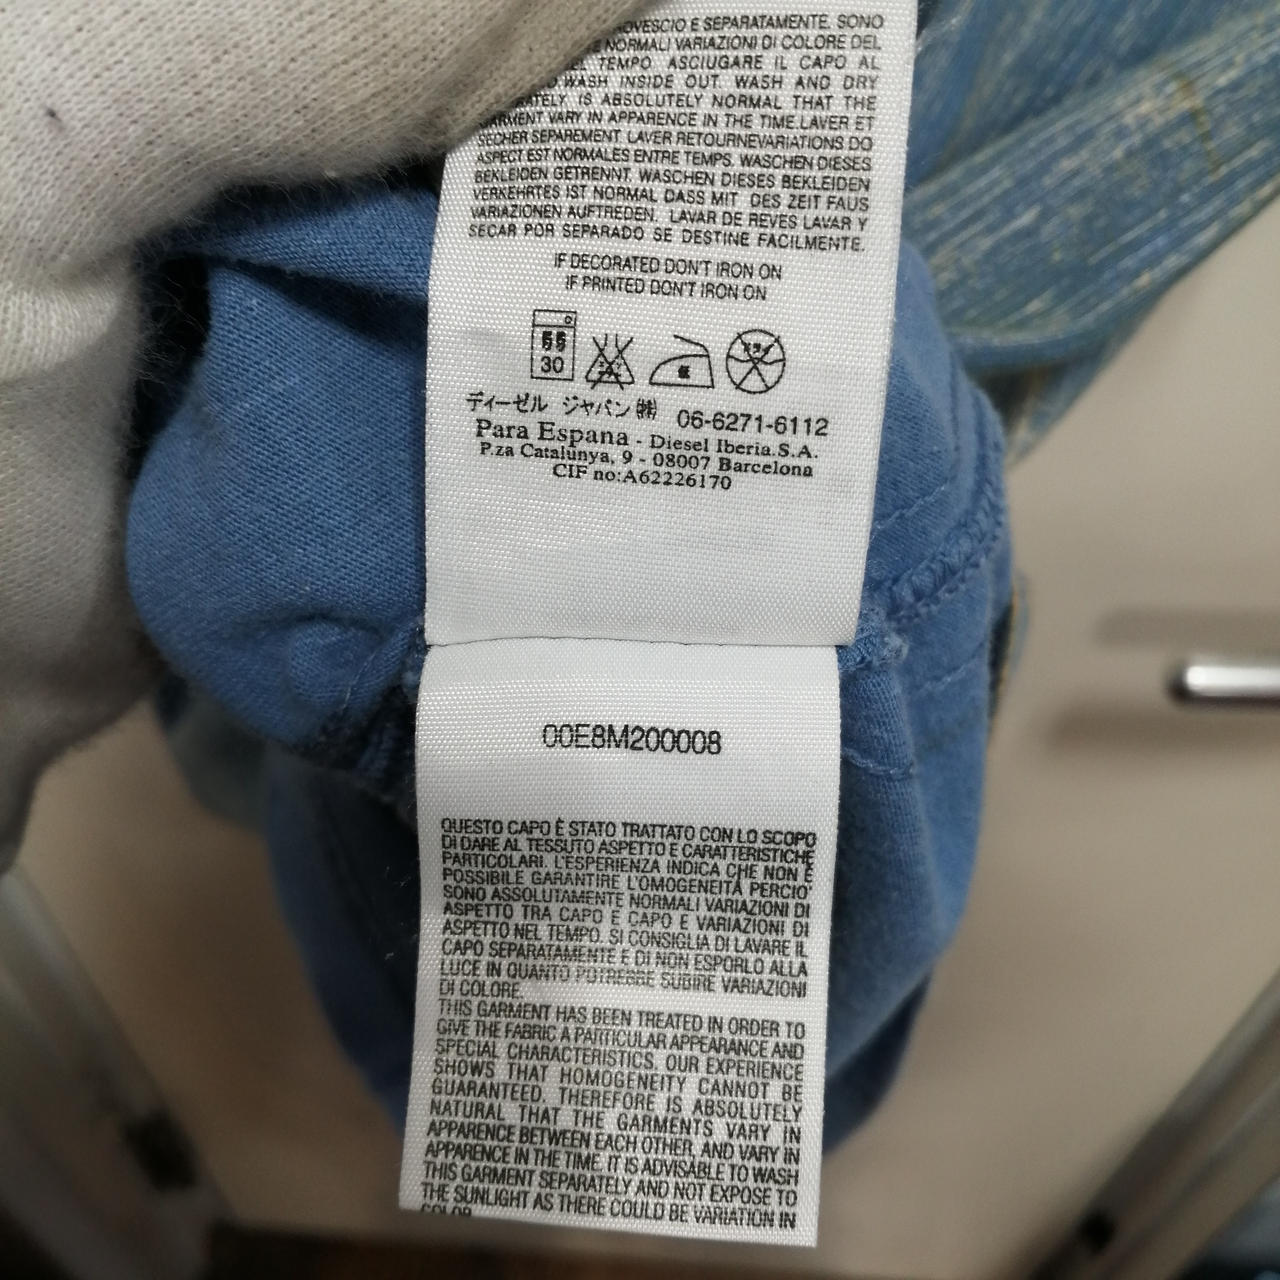 ROVESCIO E SEPARATAMENTE. SONO
NORMALI VARIAZIONI DI COLORE DEL
TEMPO. ASCIUGARE IL CAPO AL
WASH INSIDE OUT. WASH AND DRY
IS ABSOLUTELY NORMAL THAT THE
GARMENT VARY IN APPARENCE IN THE TIME.LAVER ET
SECHER SEPAREMENT. LAVER RETOURNEVARIATIONS DO
ASPECT EST NORMALES ENTRE TEMPS. WASCHEN DIESES
BEKLEIDEN GETRENNT. WASCHEN DIESES BEKLEIDEN
VERKEHRTES IST NORMAL DASS MIT DES ZEIT FAUS
VARIAZIONEN AUFTREDEN. LAVAR DE REVES LAVAR Y
SECAR POR SEPARADO SE DESTINE FACILMENTE.
IF DECORATED DON'T IRON ON
IF PRINTED DON'T IRON ON
30
ディーゼル ジャパン㈱ 06-6271-6112
Para Espana - Diesel Iberia.S.A.
P.za Catalunya, 9 - 08007 Barcelona
CIF no:A62226170
00E8M200008
QUESTO CAPO È STATO TRATTATO CON LO SCOPO
DI DARE AL TESSUTO ASPETTO E CARATTERISTICHE
PARTICOLARI. L'ESPERIENZA INDICA CHE NON È
POSSIBILE GARANTIRE L'OMOGENEITÀ PERCIO'
SONO ASSOLUTAMENTE NORMALI VARIAZIONI DI
ASPETTO TRA CAPO E CAPO E VARIAZIONI DI
ASPETTO NEL TEMPO. SI CONSIGLIA DI LAVARE IL
CAPO SEPARATAMENTE E DI NON ESPORLO ALLA
LUCE IN QUANTO POTREBBE SUBIRE VARIAZIONI
DI COLORE.
THIS GARMENT HAS BEEN TREATED IN ORDER TO
GIVE THE FABRIC A PARTICULAR APPEARANCE AND
SPECIAL CHARACTERISTICS. OUR EXPERIENCE
SHOWS THAT HOMOGENEITY CANNOT BE
GUARANTEED. THEREFORE IS ABSOLUTELY
NATURAL THAT THE GARMENTS VARY IN
APPARENCE BETWEEN EACH OTHER, AND VARY IN
APPARENCE IN THE TIME. IT IS ADVISABLE TO WASH
THIS GARMENT SEPARATELY AND NOT EXPOSE TO
THE SUNLIGHT AS THERE COULD BE VARIATION IN
COLOR.